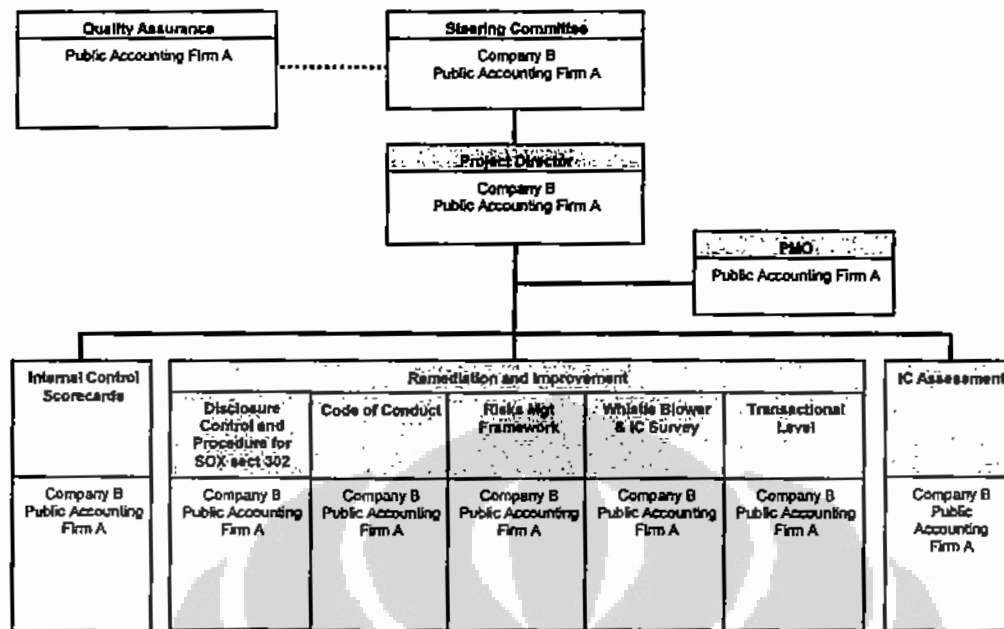 Quality Assurance
Public Accounting Firm A
Steering Committee
Company B
Public Accounting Firm A
Project Director
Company B
Public Accounting Firm A
PMO
Public Accounting Firm A
Internal Control
Scorecards
Company B
Public Accounting
Firm A
Remediation and Improvement
Disclosure
Control and
Procedure for
SOX sect 302
Company B
Public Accounting
Firm A
Code of Conduct
Company B
Public Accounting
Firm A
Risks Mgt
Framework
Company B
Public Accounting
Firm A
Whistle Blower
& IC Survey
Company B
Public Accounting
Firm A
Transactional
Level
Company B
Public Accounting
Firm A
IC Assessment
Company B
Public
Accounting
Firm A